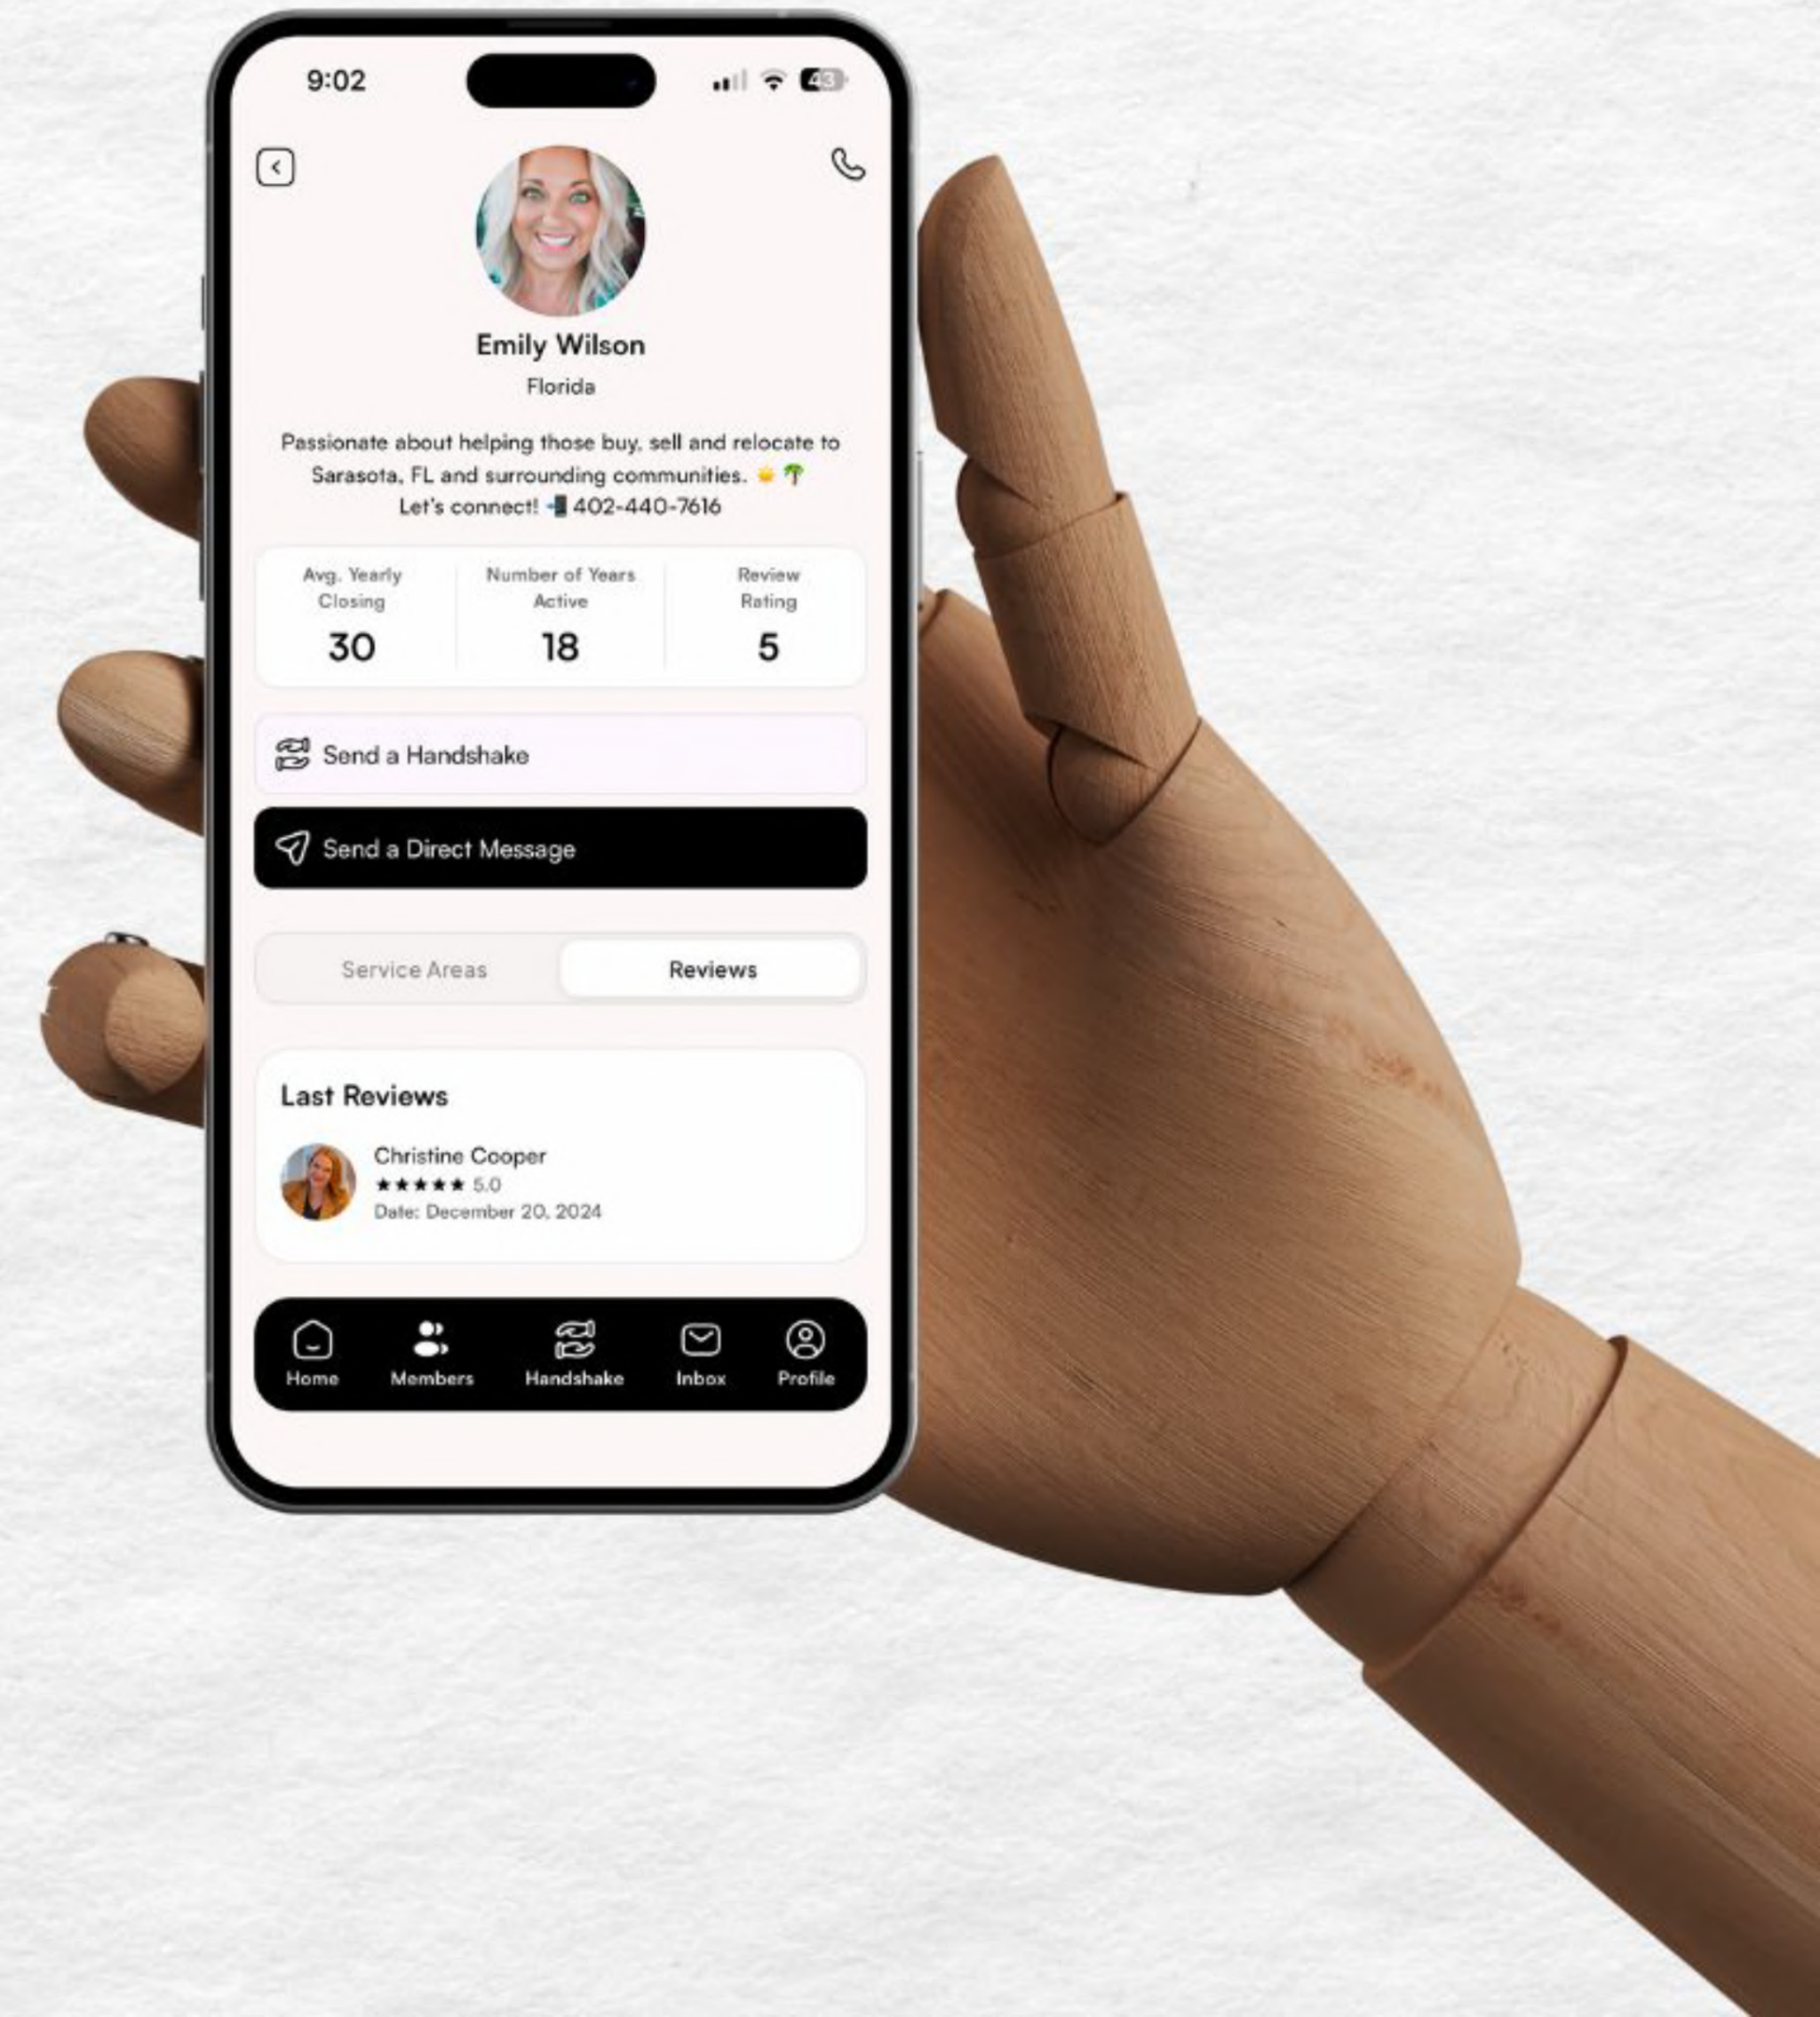 9:02
43
Emily Wilson
Florida
Passionate about helping those buy, sell and relocate to
Sarasota, FL and surrounding communities. ☀️🌴
Let's connect! 📲 402-440-7616
Avg. Yearly
Closing
30
Number of Years
Active
18
Review
Rating
5
Send a Handshake
Send a Direct Message
Service Areas
Reviews
Last Reviews
Christine Cooper
★★★★★ 5.0
Date: December 20, 2024
Home
Members
Handshake
Inbox
Profile